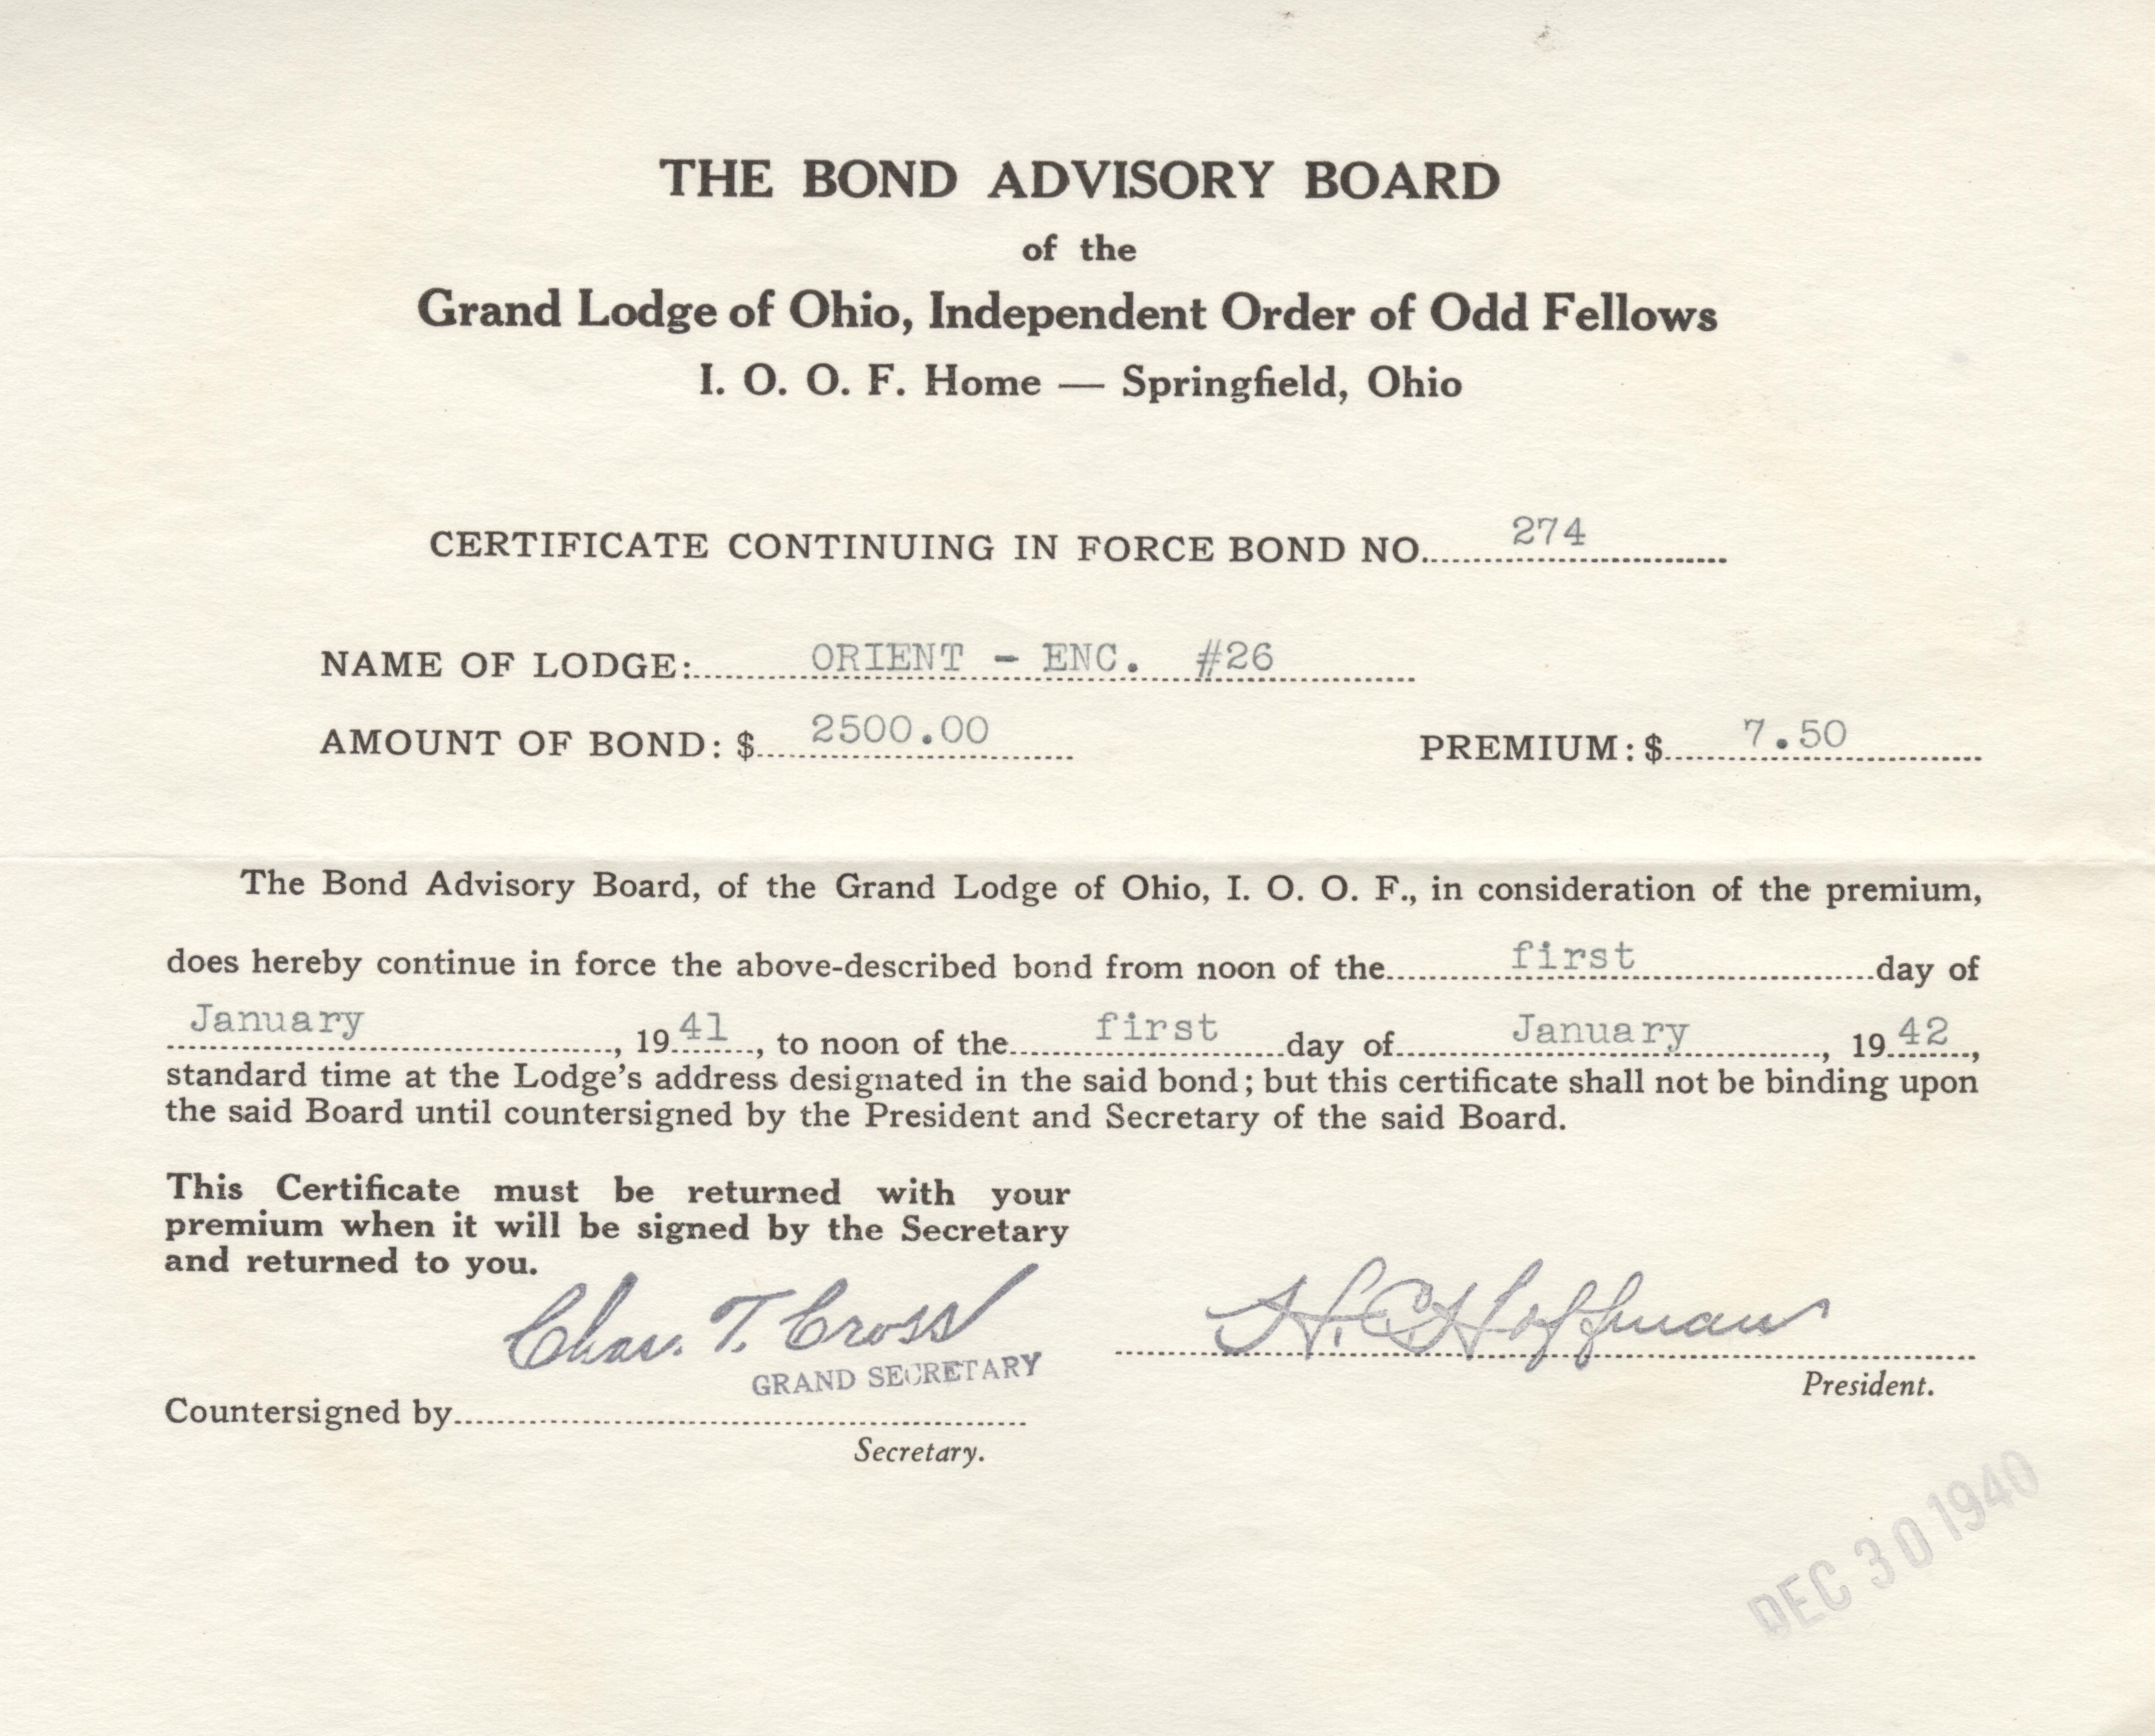 THE BOND ADVISORY BOARD
of the
Grand Lodge of Ohio, Independent Order of Odd Fellows
I. O. O. F. Home — Springfield, Ohio
CERTIFICATE CONTINUING IN FORCE BOND NO. 274
NAME OF LODGE: ORIENT - ENC. #26
AMOUNT OF BOND: $ 2500.00 PREMIUM: $ 7.50
The Bond Advisory Board, of the Grand Lodge of Ohio, I. O. O. F., in consideration of the premium,
does hereby continue in force the above-described bond from noon of the first day of
January, 19 41, to noon of the first day of January, 19 42,
standard time at the Lodge's address designated in the said bond; but this certificate shall not be binding upon
the said Board until countersigned by the President and Secretary of the said Board.
This Certificate must be returned with your
premium when it will be signed by the Secretary
and returned to you.
Chas. T. Cross
H. C. Hoffman
GRAND SECRETARY
President.
Countersigned by
Secretary.
DEC 30 1940